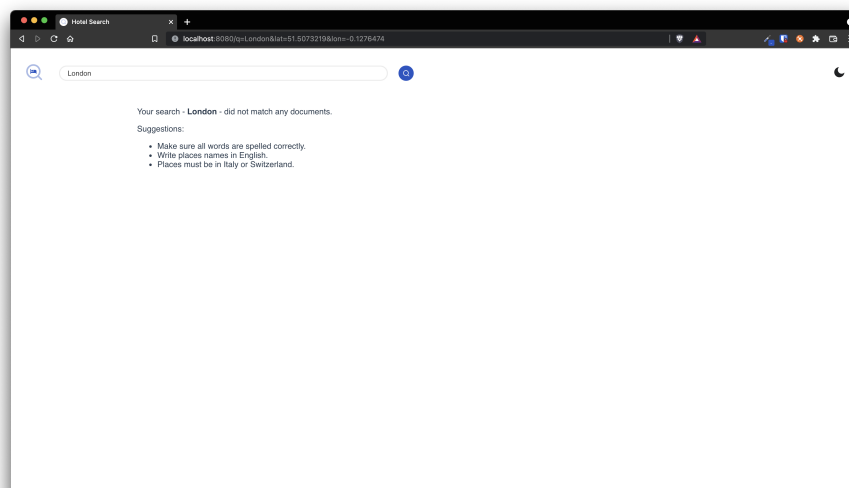 Hotel Search
localhost:8080/q=London&lat=51.5073219&lon=-0.1276474
London
Your search - London - did not match any documents.
Suggestions:
• Make sure all words are spelled correctly.
• Write places names in English.
• Places must be in Italy or Switzerland.